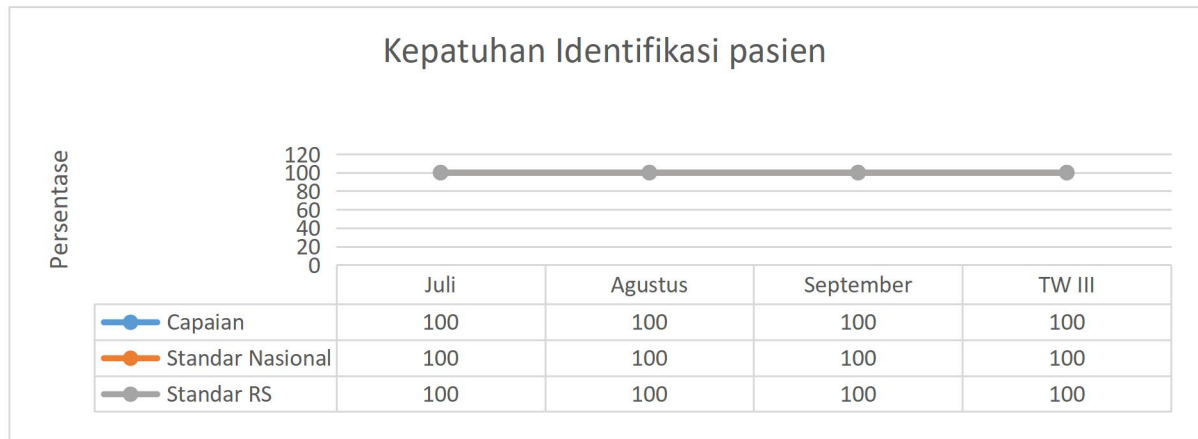 Kepatuhan Identifikasi pasien
Persentase
120
100
80
60
40
20
0
Juli Agustus September TW III
Capaian 100 100 100 100
Standar Nasional 100 100 100 100
Standar RS 100 100 100 100